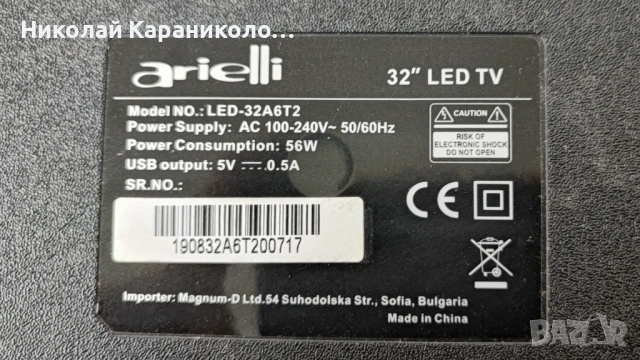 Николай Караниколо...
arielli
32" LED TV
Model NO.: LED-32A6T2
Power Supply: AC 100-240V~ 50/60Hz
Power Consumption: 56W
USB output: 5V ⎓ 0.5A
SR.NO.:
CAUTION
RISK OF
ELECTRONIC SHOCK
DO NOT OPEN
190832A6T200717
CE
Importer: Magnum-D Ltd.54 Suhodolska Str., Sofia, Bulgaria
Made in China
BAZAR